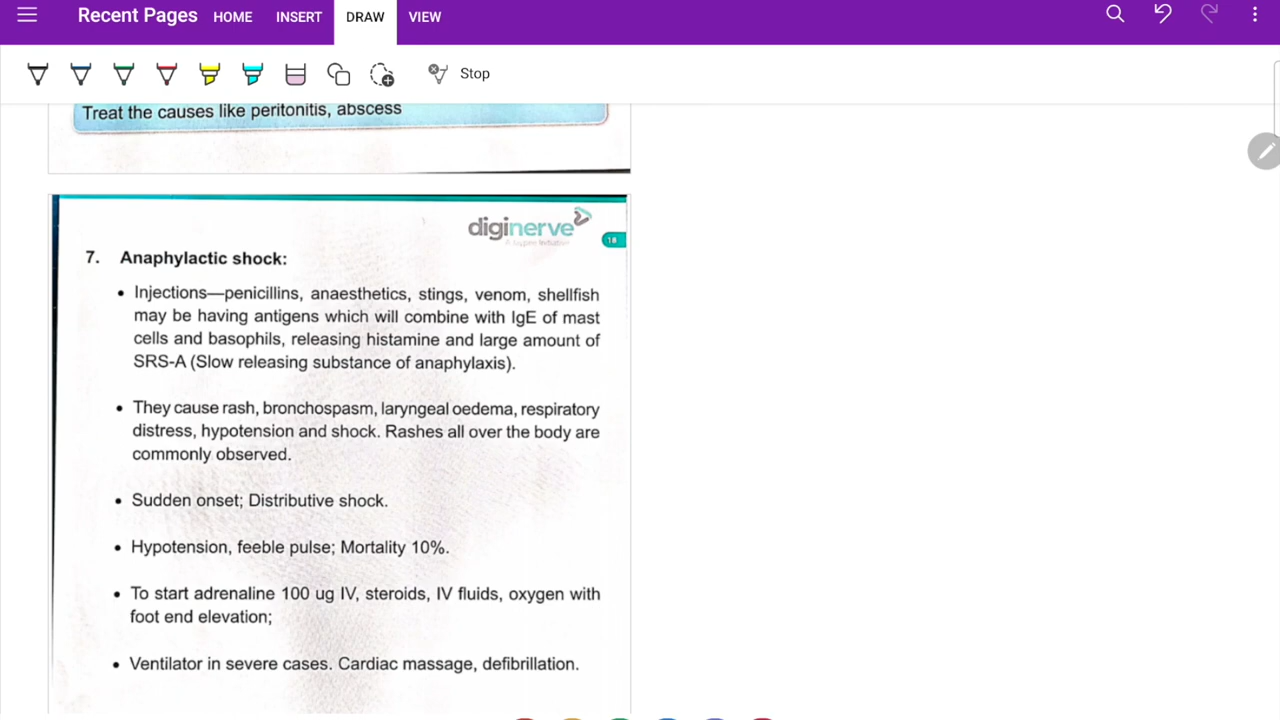 Recent Pages HOME INSERT DRAW VIEW
Stop
Treat the causes like peritonitis, abscess
diginerve
A Jaypee Initiative
18
7. Anaphylactic shock:
• Injections—penicillins, anaesthetics, stings, venom, shellfish
may be having antigens which will combine with IgE of mast
cells and basophils, releasing histamine and large amount of
SRS-A (Slow releasing substance of anaphylaxis).
• They cause rash, bronchospasm, laryngeal oedema, respiratory
distress, hypotension and shock. Rashes all over the body are
commonly observed.
• Sudden onset; Distributive shock.
• Hypotension, feeble pulse; Mortality 10%.
• To start adrenaline 100 ug IV, steroids, IV fluids, oxygen with
foot end elevation;
• Ventilator in severe cases. Cardiac massage, defibrillation.